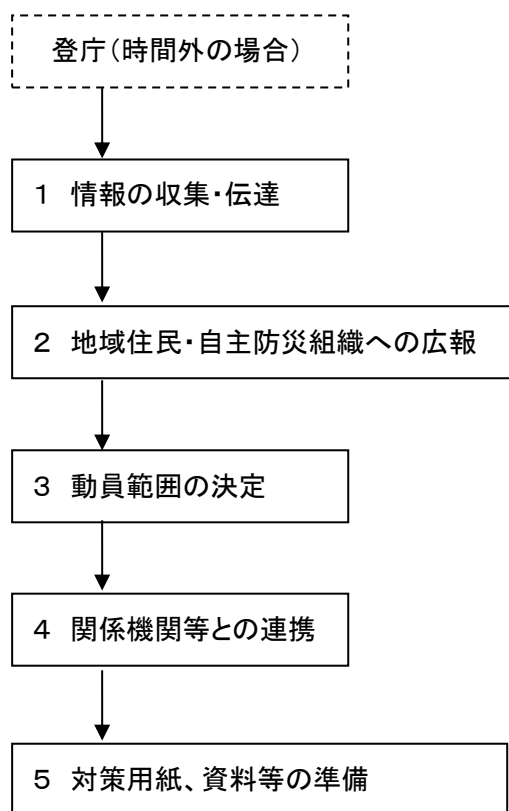 登庁（時間外の場合）
１　情報の収集・伝達
２　地域住民・自主防災組織への広報
３　動員範囲の決定
４　関係機関等との連携
５　対策用紙、資料等の準備